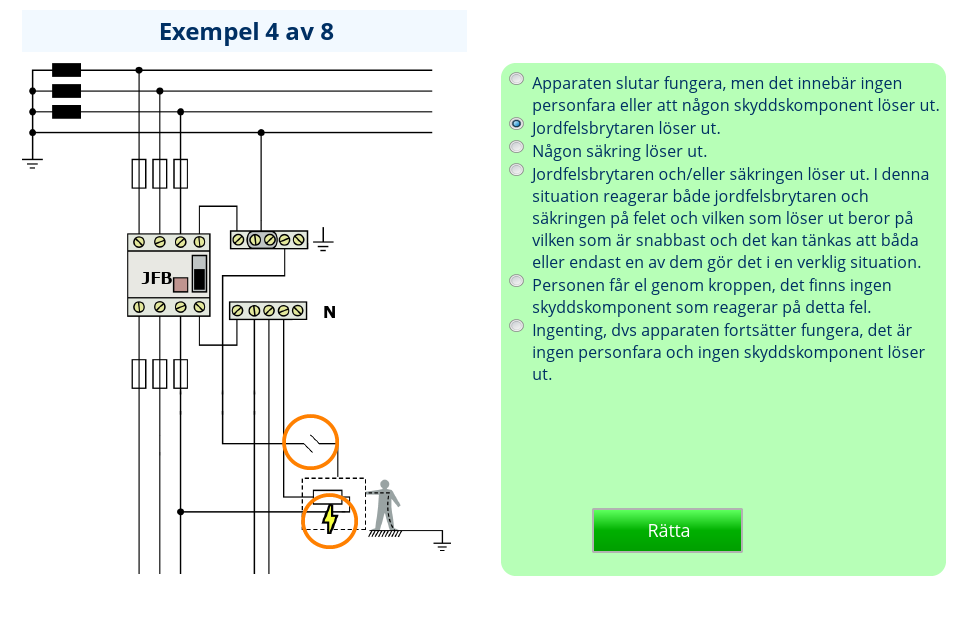 Exempel 4 av 8
JFB
N
Apparaten slutar fungera, men det innebär ingen
personfara eller att någon skyddskomponent löser ut.
Jordfelsbrytaren löser ut.
Någon säkring löser ut.
Jordfelsbrytaren och/eller säkringen löser ut. I denna
situation reagerar både jordfelsbrytaren och
säkringen på felet och vilken som löser ut beror på
vilken som är snabbast och det kan tänkas att båda
eller endast en av dem gör det i en verklig situation.
Personen får el genom kroppen, det finns ingen
skyddskomponent som reagerar på detta fel.
Ingenting, dvs apparaten fortsätter fungera, det är
ingen personfara och ingen skyddskomponent löser
ut.
Rätta